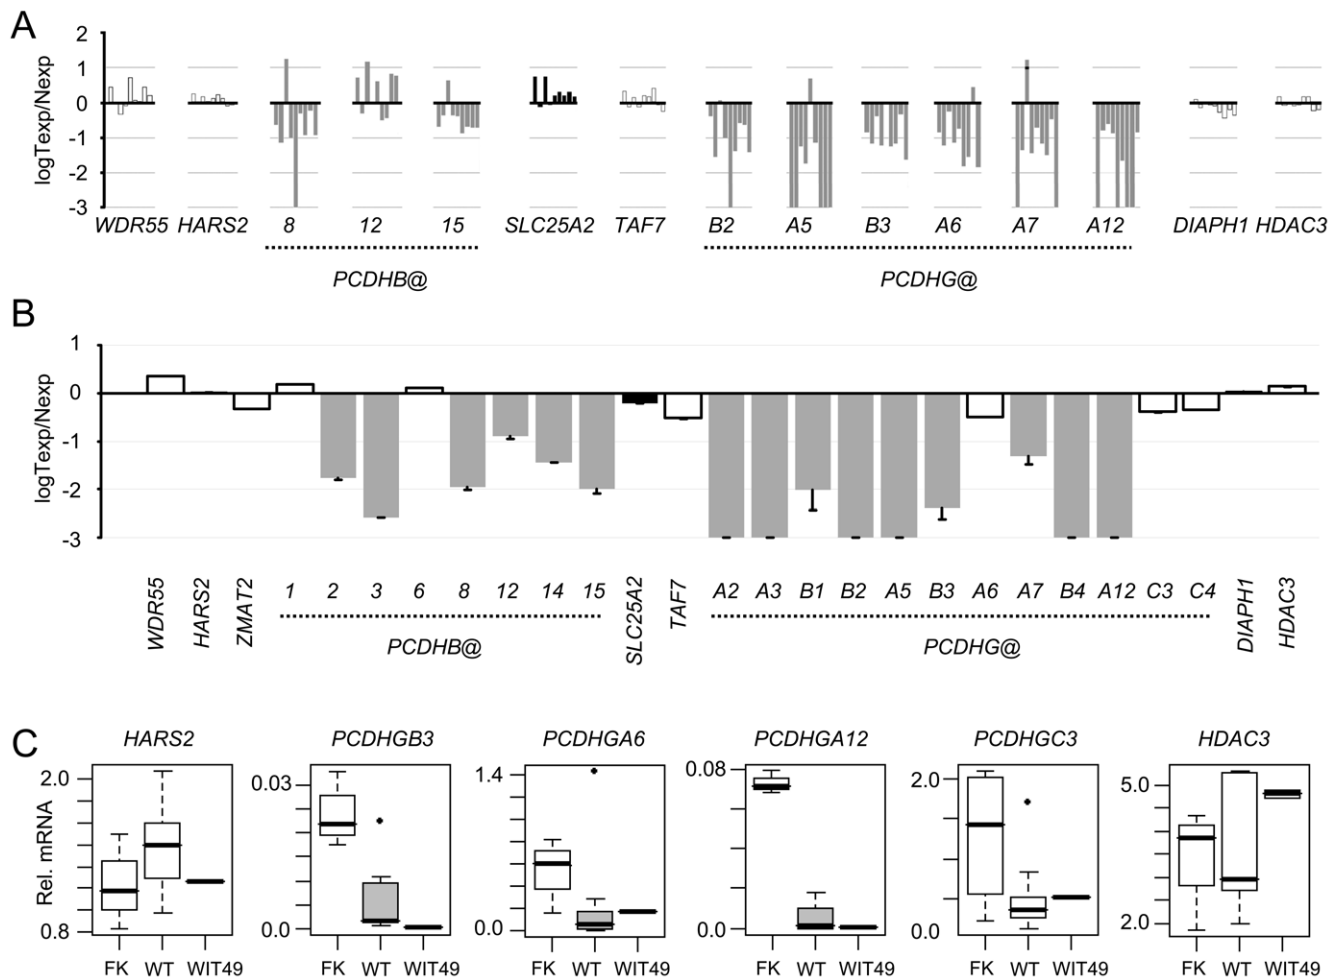 A
logTexp/Nexp
2
1
0
-1
-2
-3
WDR55 HARS2 8 12 15 SLC25A2 TAF7 B2 A5 B3 A6 A7 A12 DIAPH1 HDAC3
PCDHB@ PCDHG@
B
logTexp/Nexp
1
0
-1
-2
-3
WDR55 HARS2 ZMAT2 1 2 3 6 8 12 14 15 SLC25A2 TAF7 A2 A3 B1 B2 A5 B3 A6 A7 B4 A12 C3 C4 DIAPH1 HDAC3
PCDHB@ PCDHG@
C
HARS2 PCDHGB3 PCDHGA6 PCDHGA12 PCDHGC3 HDAC3
Rel. mRNA
2.0 0.03 1.4 0.08 2.0 5.0
0.8 0.0 0.0 0.0 0.0 2.0
FK WT WIT49 FK WT WIT49 FK WT WIT49 FK WT WIT49 FK WT WIT49 FK WT WIT49